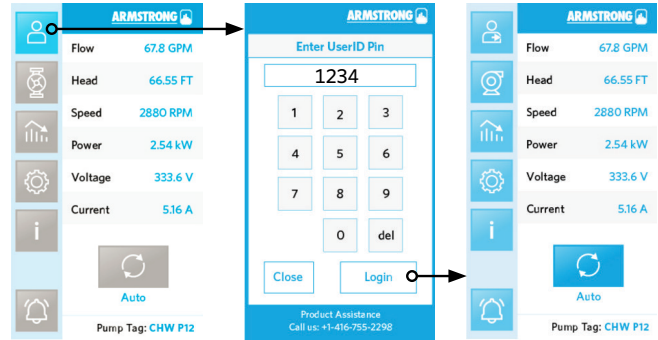 ARMSTRONG
Flow 67.8 GPM
Head 66.55 FT
Speed 2880 RPM
Power 2.54 kW
Voltage 333.6 V
Current 5.16 A
i
Auto
Pump Tag: CHW P12
ARMSTRONG
Enter UserID Pin
1234
1 2 3
4 5 6
7 8 9
0 del
Close Login
Product Assistance
Call us: +1-416-755-2298
ARMSTRONG
Flow 67.8 GPM
Head 66.55 FT
Speed 2880 RPM
Power 2.54 kW
Voltage 333.6 V
Current 5.16 A
i
Auto
Pump Tag: CHW P12